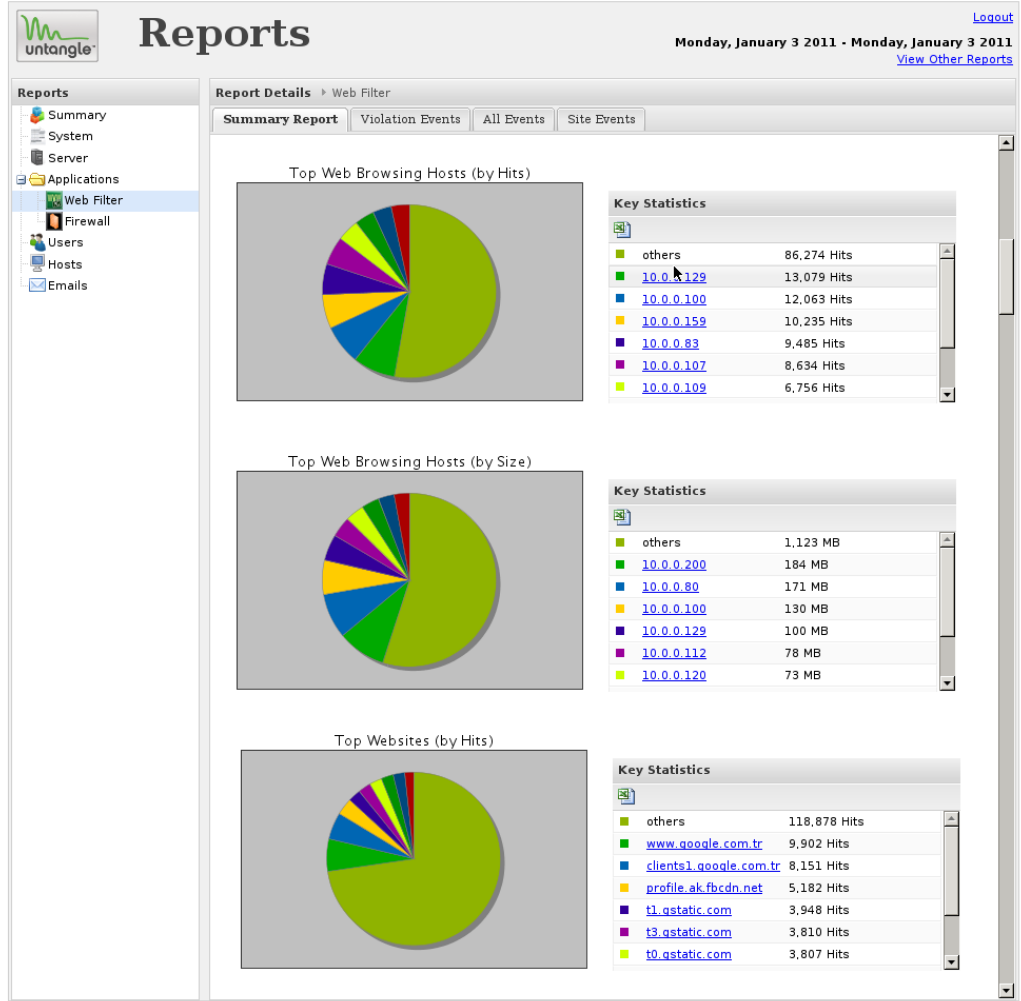 untangle
Reports
Logout
Monday, January 3 2011 - Monday, January 3 2011
View Other Reports
Reports
Summary
System
Server
Applications
Web Filter
Firewall
Users
Hosts
Emails
Report Details Web Filter
Summary Report Violation Events All Events Site Events
Top Web Browsing Hosts (by Hits)
Key Statistics
others 86,274 Hits
10.0.0.129 13,079 Hits
10.0.0.100 12,063 Hits
10.0.0.159 10,235 Hits
10.0.0.83 9,485 Hits
10.0.0.107 8,634 Hits
10.0.0.109 6,756 Hits
Top Web Browsing Hosts (by Size)
Key Statistics
others 1,123 MB
10.0.0.200 184 MB
10.0.0.80 171 MB
10.0.0.100 130 MB
10.0.0.129 100 MB
10.0.0.112 78 MB
10.0.0.120 73 MB
Top Websites (by Hits)
Key Statistics
others 118,878 Hits
www.google.com.tr 9,902 Hits
clients1.google.com.tr 8,151 Hits
profile.ak.fbcdn.net 5,182 Hits
t1.gstatic.com 3,948 Hits
t3.gstatic.com 3,810 Hits
t0.gstatic.com 3,807 Hits